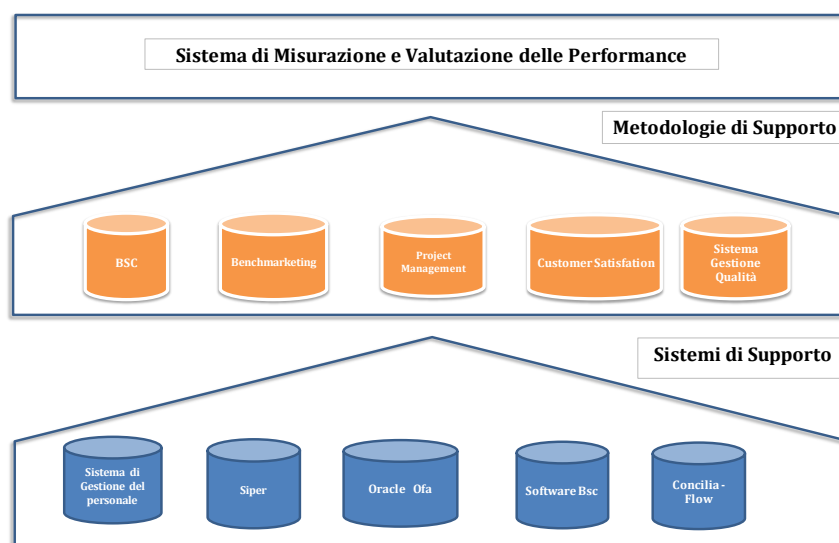 Sistema di Misurazione e Valutazione delle Performance
Metodologie di Supporto
BSC
Benchmarketing
Project
Management
Customer Satisfation
Sistema
Gestione
Qualità
Sistemi di Supporto
Sistema di
Gestione del
personale
Siper
Oracle Ofa
Software Bsc
Concilia -
Flow